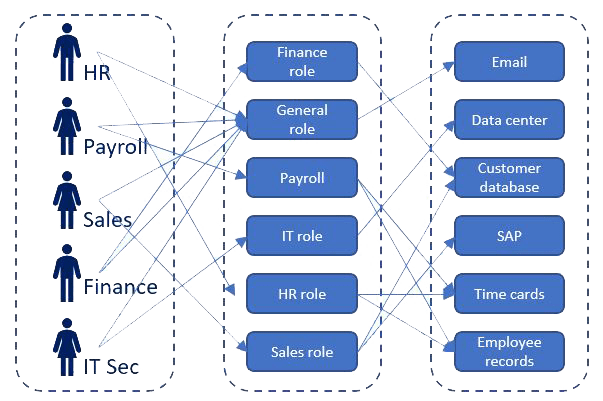 HR
Payroll
Sales
Finance
IT Sec
Finance
role
General
role
Payroll
IT role
HR role
Sales role
Email
Data center
Customer
database
SAP
Time cards
Employee
records